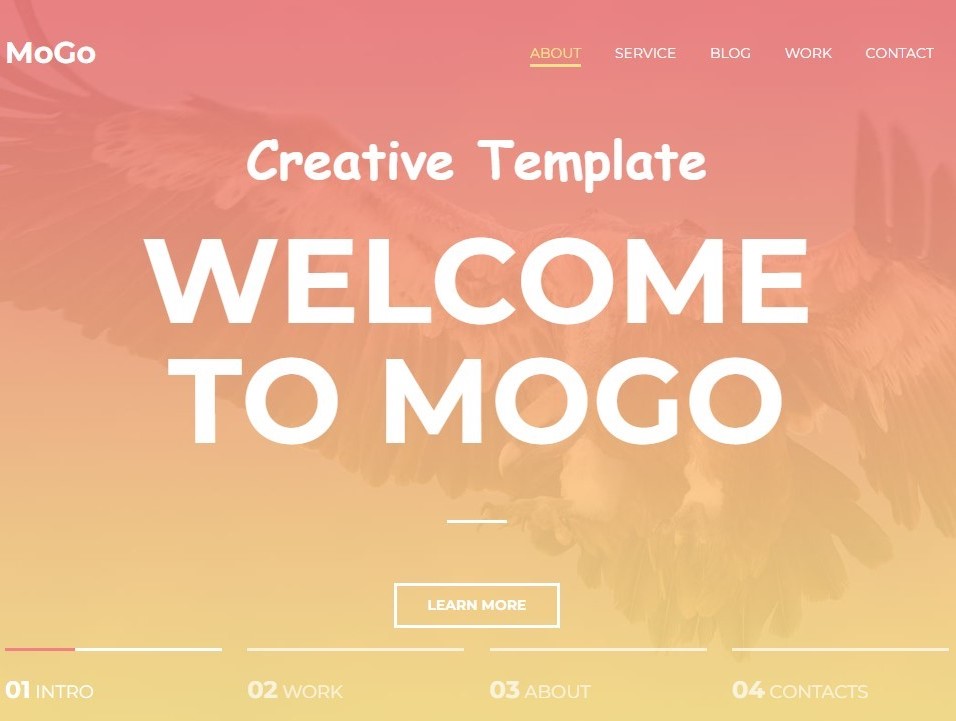 MoGo
ABOUT SERVICE BLOG WORK CONTACT
Creative Template
WELCOME
TO MOGO
LEARN MORE
01 INTRO 02 WORK 03 ABOUT 04 CONTACTS